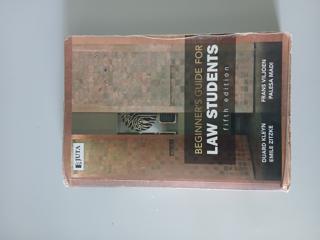 BEGINNER'S GUIDE FOR
LAW STUDENTS
fifth edition
DUARD KLEYN
EMILE ZITZKE
FRANS VILJOEN
PALESA MADI
JUTA